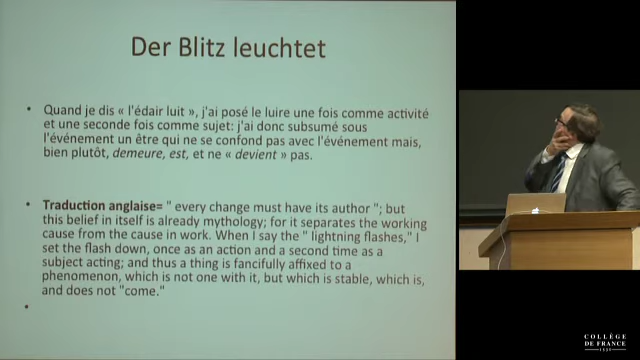 Der Blitz leuchtet
Quand je dis « l'édair luit », j'ai posé le luire une fois comme activité
et une seconde fois comme sujet: j'ai donc subsumé sous
l'événement un être qui ne se confond pas avec l'événement mais,
bien plutôt, demeure, est, et ne « devient » pas.
Traduction anglaise= " every change must have its author "; but
this belief in itself is already mythology; for it separates the working
cause from the cause in work. When I say the " lightning flashes," I
set the flash down, once as an action and a second time as a
subject acting; and thus a thing is fancifully affixed to a
phenomenon, which is not one with it, but which is stable, which is,
and does not "come."
COLLÈGE
DE FRANCE
1530